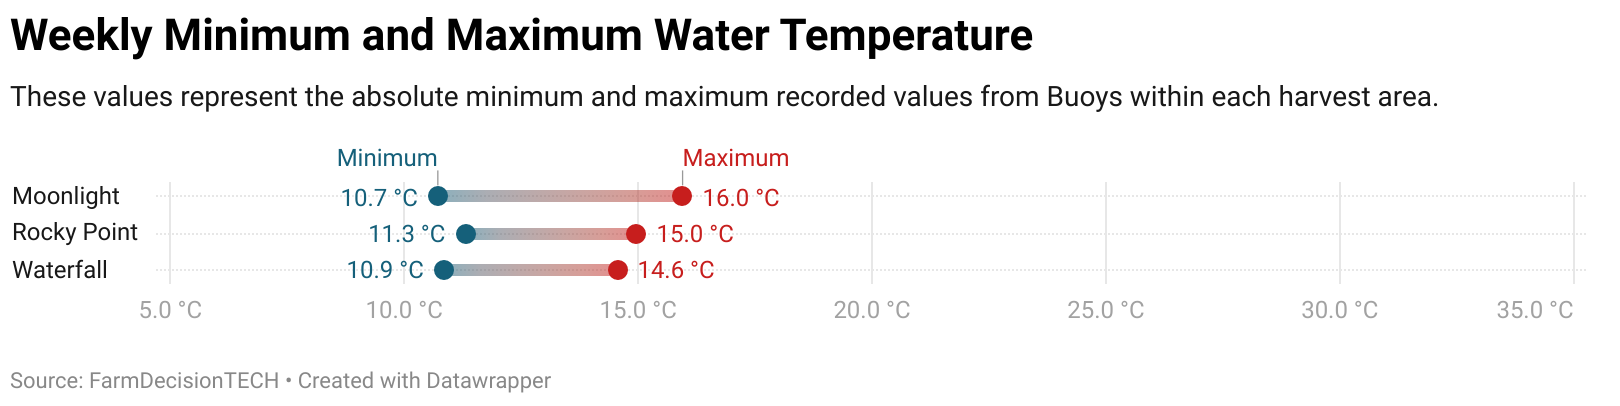 Weekly Minimum and Maximum Water Temperature
These values represent the absolute minimum and maximum recorded values from Buoys within each harvest area.
Minimum Maximum
Moonlight 10.7 °C 16.0 °C
Rocky Point 11.3 °C 15.0 °C
Waterfall 10.9 °C 14.6 °C
5.0 °C 10.0 °C 15.0 °C 20.0 °C 25.0 °C 30.0 °C 35.0 °C
Source: FarmDecisionTECH • Created with Datawrapper